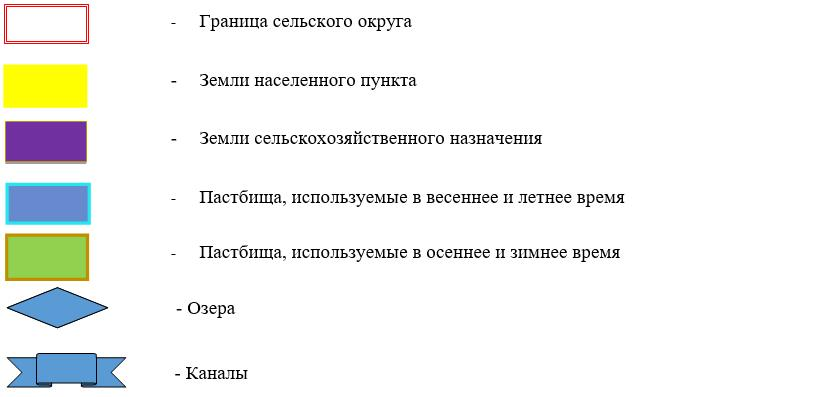 - Граница сельского округа
- Земли населенного пункта
- Земли сельскохозяйственного назначения
- Пастбища, используемые в весеннее и летнее время
- Пастбища, используемые в осеннее и зимнее время
- Озера
- Каналы